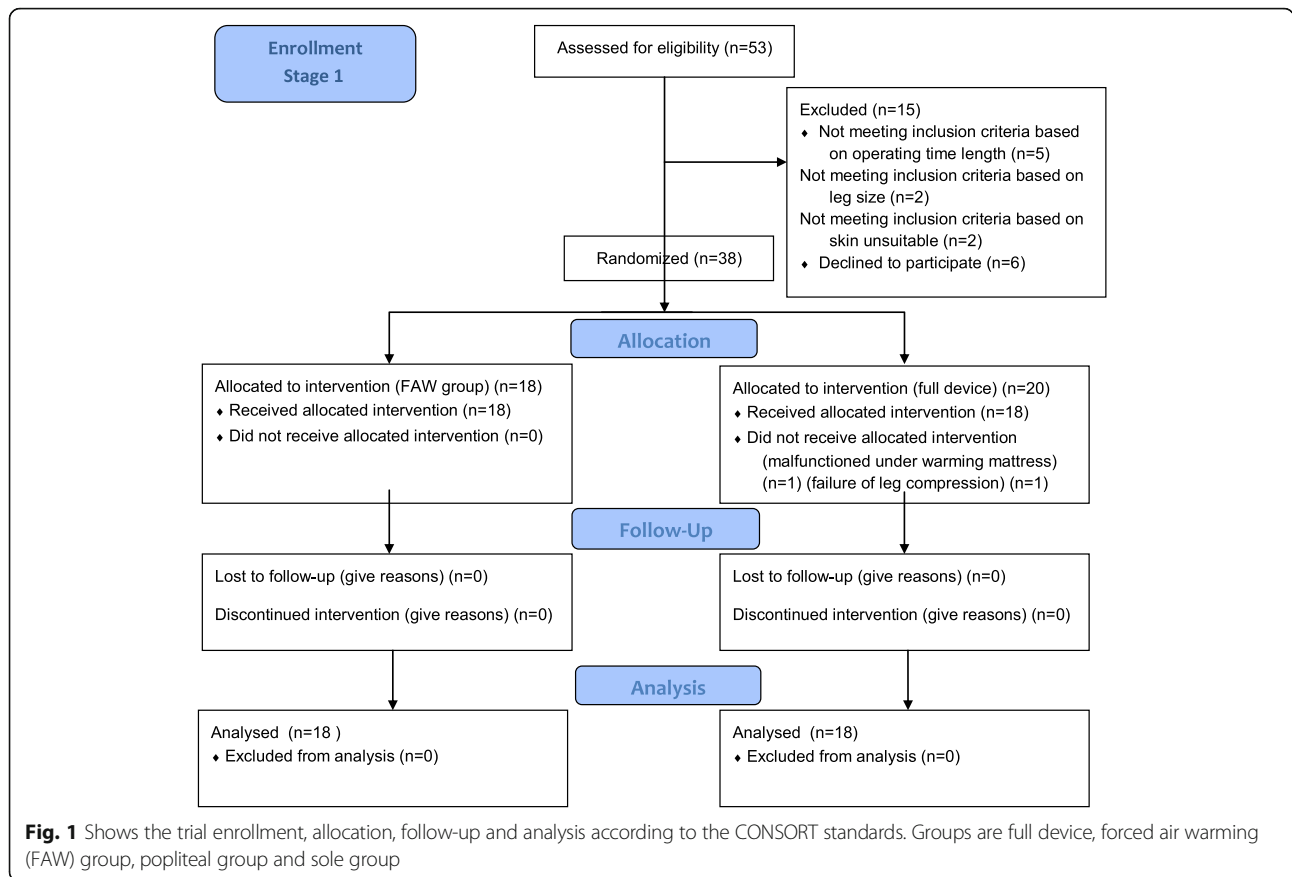 Enrollment
Stage 1
Assessed for eligibility (n=53)
Excluded (n=15)
♦ Not meeting inclusion criteria based
on operating time length (n=5)
Not meeting inclusion criteria based on
leg size (n=2)
Not meeting inclusion criteria based on
skin unsuitable (n=2)
♦ Declined to participate (n=6)
Randomized (n=38)
Allocation
Allocated to intervention (FAW group) (n=18)
♦ Received allocated intervention (n=18)
♦ Did not receive allocated intervention (n=0)
Allocated to intervention (full device) (n=20)
♦ Received allocated intervention (n=18)
♦ Did not receive allocated intervention
(malfunctioned under warming mattress)
(n=1) (failure of leg compression) (n=1)
Follow-Up
Lost to follow-up (give reasons) (n=0)
Discontinued intervention (give reasons) (n=0)
Lost to follow-up (give reasons) (n=0)
Discontinued intervention (give reasons) (n=0)
Analysis
Analysed (n=18 )
♦ Excluded from analysis (n=0)
Analysed (n=18)
♦ Excluded from analysis (n=0)
Fig. 1 Shows the trial enrollment, allocation, follow-up and analysis according to the CONSORT standards. Groups are full device, forced air warming
(FAW) group, popliteal group and sole group